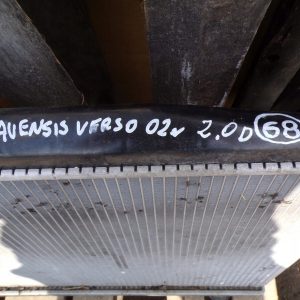 AVENSIS VERSO 02v 2.0D 68